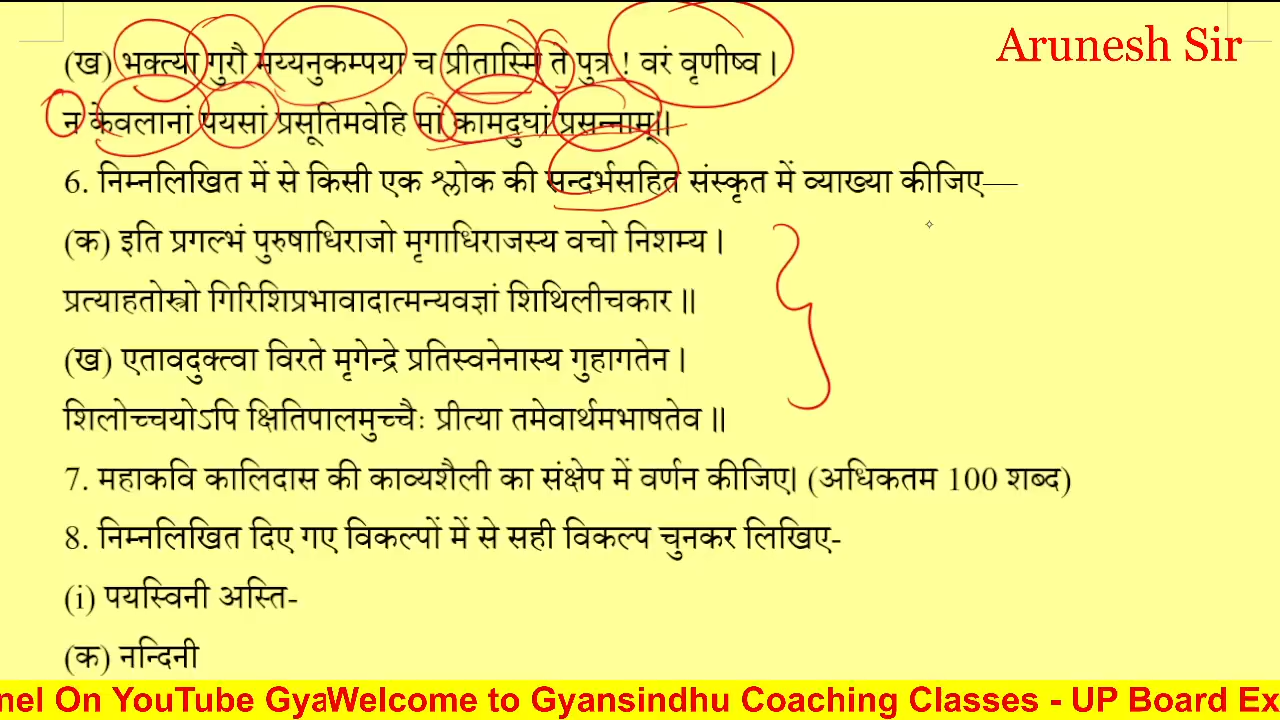 Arunesh Sir
(ख) भक्त्या गुरौ मय्यनुकम्पया च प्रीतास्मि ते पुत्र ! वरं वृणीष्व ।
न केवलानां पयसां प्रसूतिमवेहि मां कामदुघां प्रसन्नाम्।।
6. निम्नलिखित में से किसी एक श्लोक की सन्दर्भसहित संस्कृत में व्याख्या कीजिए—
(क) इति प्रगल्भं पुरुषाधिराजो मृगाधिराजस्य वचो निशम्य ।
प्रत्याहतोस्त्रो गिरिशिप्रभावादात्मन्यवज्ञां शिथिलीचकार ॥
(ख) एतावदुक्त्वा विरते मृगेन्द्रे प्रतिस्वनेनास्य गुहागतेन ।
शिलोच्चयोऽपि क्षितिपालमुच्चैः प्रीत्या तमेवार्थमभाषतेव ॥
7. महाकवि कालिदास की काव्यशैली का संक्षेप में वर्णन कीजिए। (अधिकतम 100 शब्द)
8. निम्नलिखित दिए गए विकल्पों में से सही विकल्प चुनकर लिखिए-
(i) पयस्विनी अस्ति-
(क) नन्दिनी
nel On YouTube GyaWelcome to Gyansindhu Coaching Classes - UP Board Ex